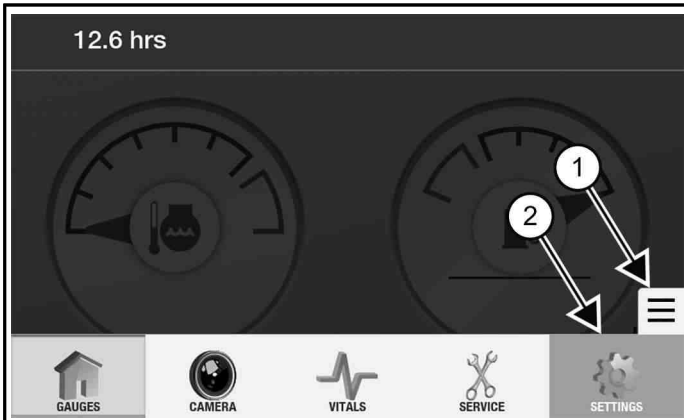 12.6 hrs
1
2
GAUGES
CAMERA
VITALS
SERVICE
SETTINGS